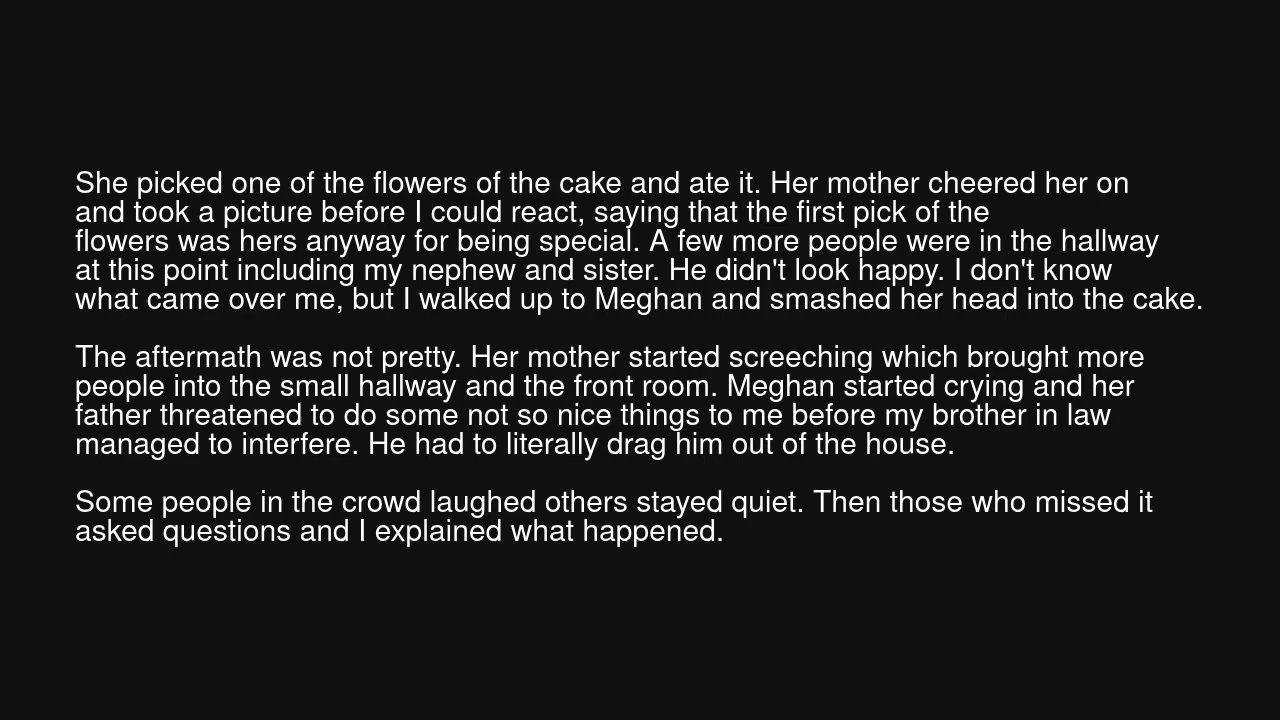 She picked one of the flowers of the cake and ate it. Her mother cheered her on
and took a picture before I could react, saying that the first pick of the
flowers was hers anyway for being special. A few more people were in the hallway
at this point including my nephew and sister. He didn't look happy. I don't know
what came over me, but I walked up to Meghan and smashed her head into the cake.
The aftermath was not pretty. Her mother started screeching which brought more
people into the small hallway and the front room. Meghan started crying and her
father threatened to do some not so nice things to me before my brother in law
managed to interfere. He had to literally drag him out of the house.
Some people in the crowd laughed others stayed quiet. Then those who missed it
asked questions and I explained what happened.